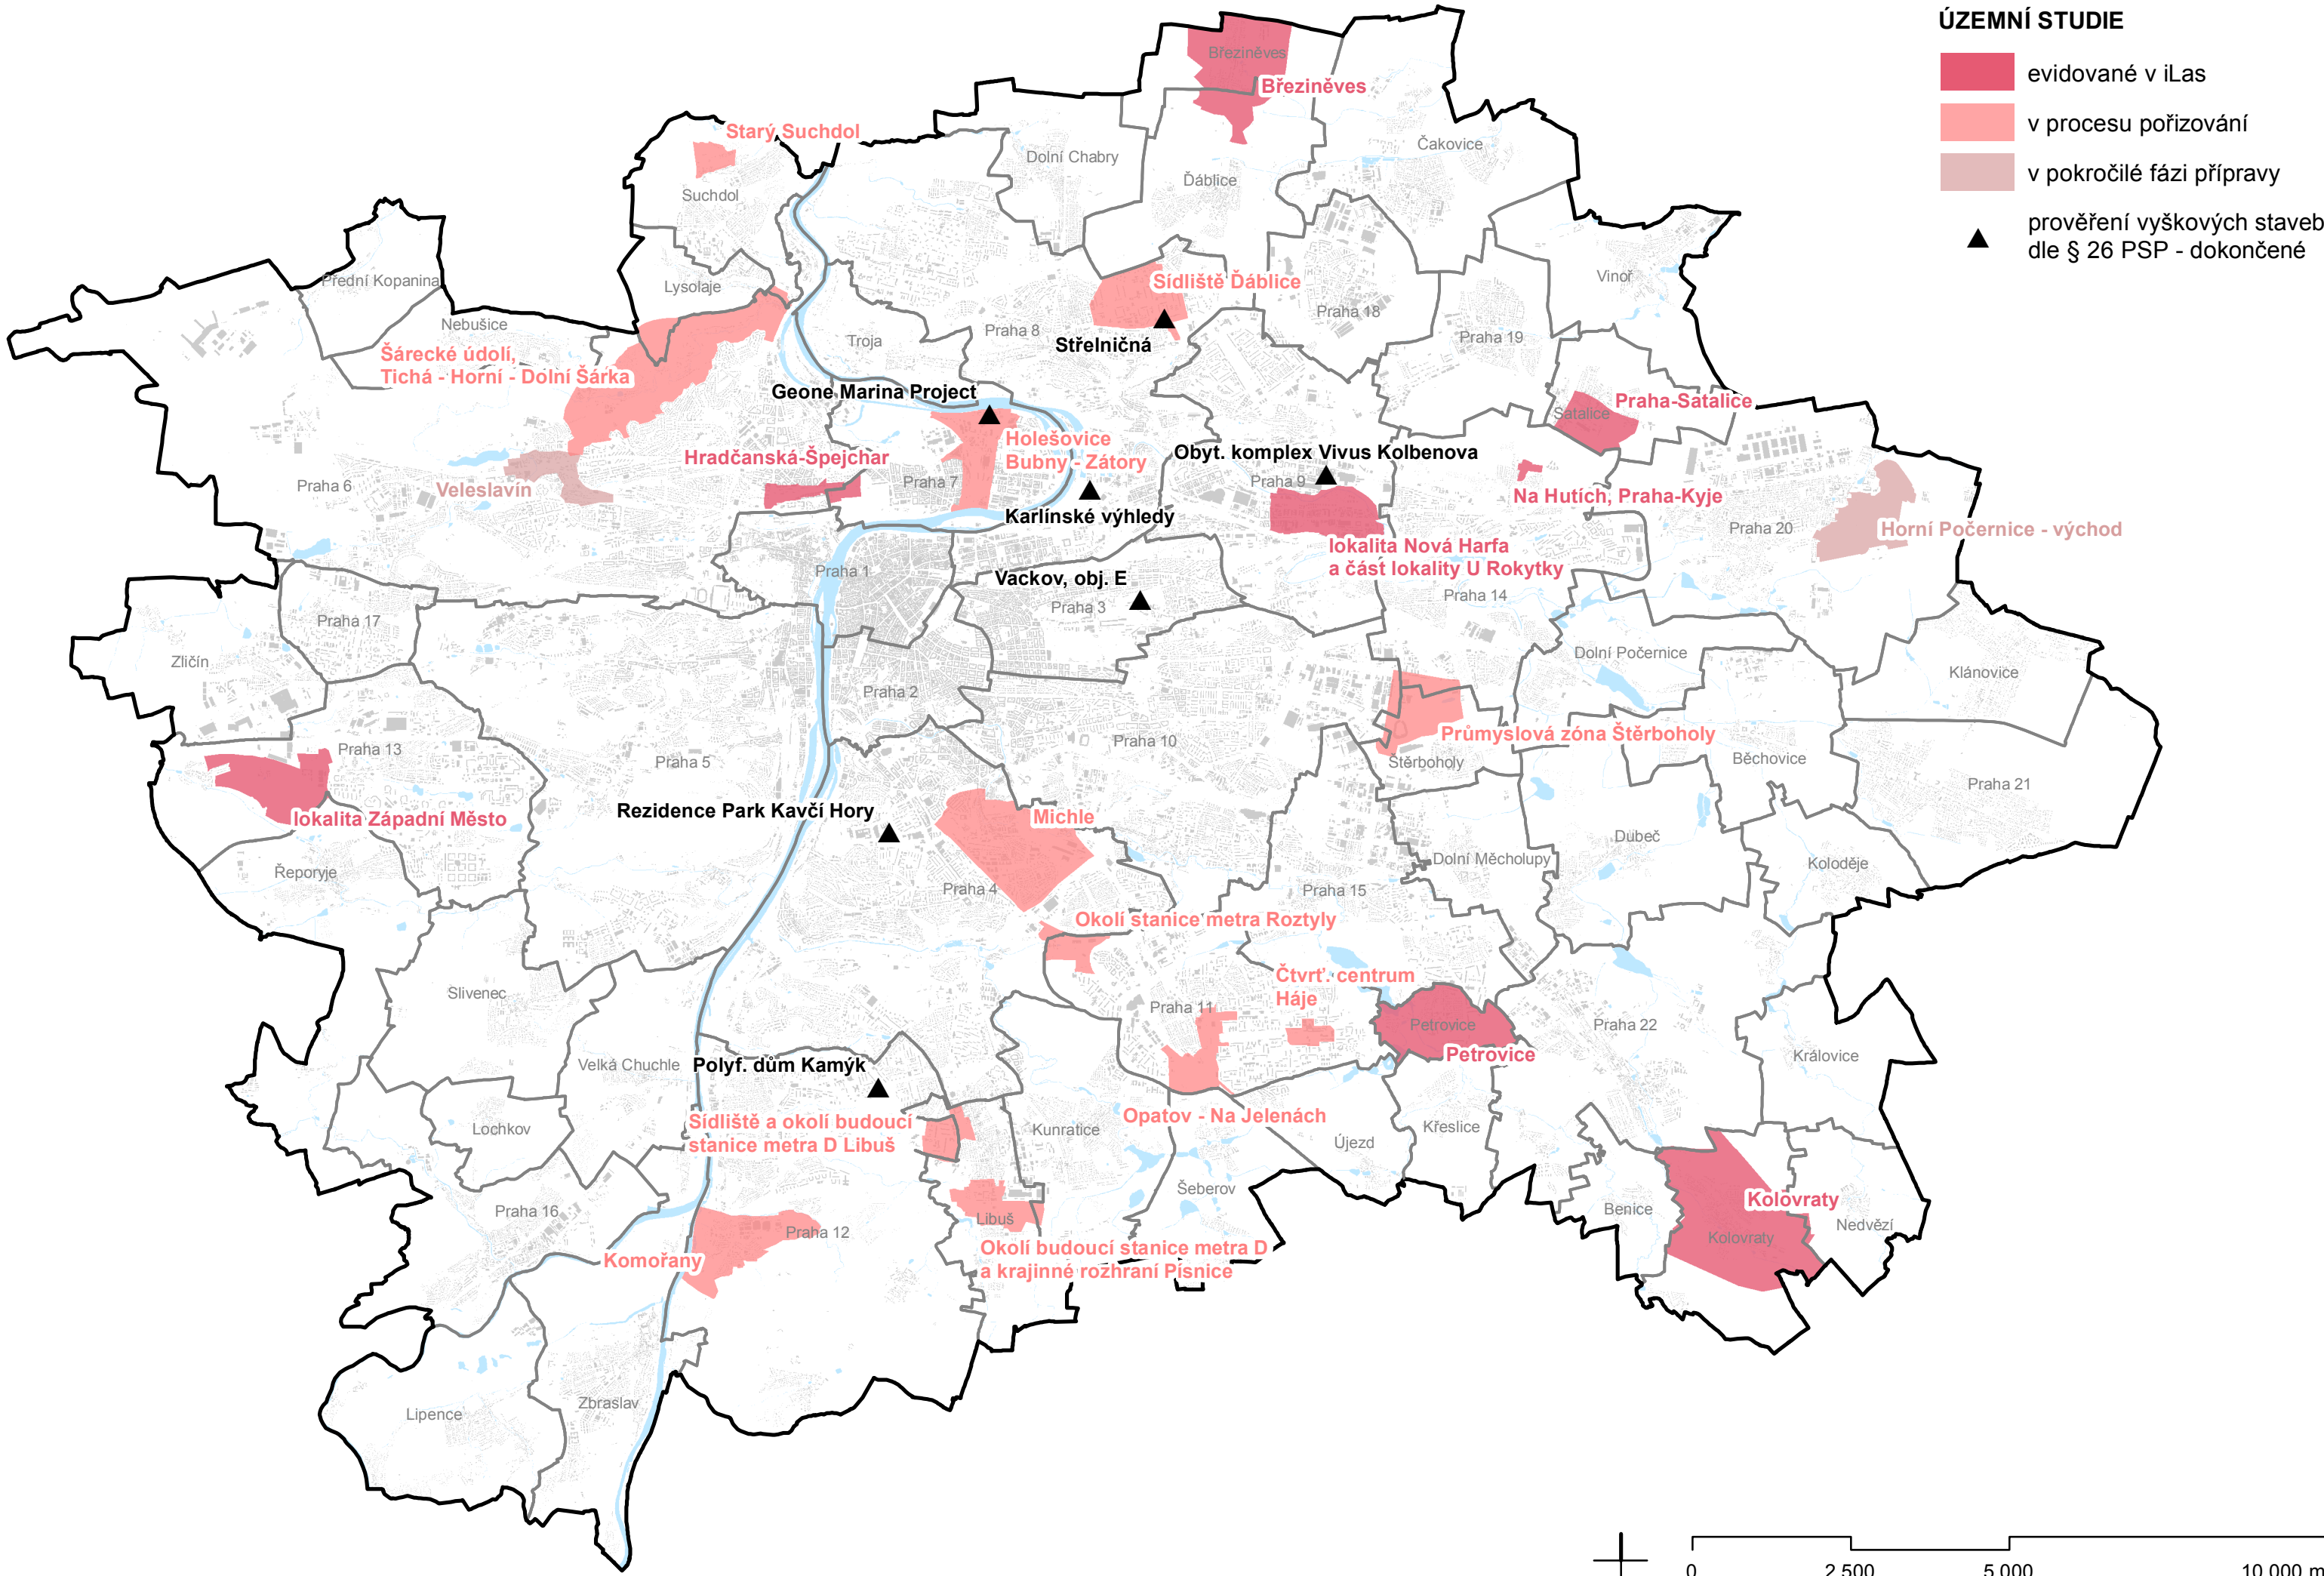 ÚZEMNÍ STUDIE
evidované v iLas
v procesu pořizování
v pokročilé fázi přípravy
prověření vyškových staveb
dle § 26 PSP - dokončené
Březiněves
Březiněves
Starý Suchdol
Suchdol
Dolní Chabry
Ďáblice
Čakovice
Přední Kopanina
Nebušice
Lysolaje
Vinoř
Sídliště Ďáblice
Praha 18
Praha 19
Praha 8
Troja
Střelničná
Šárecké údolí,
Tichá - Horní - Dolní Šárka
Geone Marina Project
Praha-Satalice
Satalice
Holešovice
Bubny - Zátory
Hradčanská-Špejchar
Obyt. komplex Vivus Kolbenova
Praha 6
Veleslavín
Praha 7
Praha 9
Na Hutích, Praha-Kyje
Karlínské výhledy
Praha 20
Horní Počernice - východ
lokalita Nová Harfa
a část lokality U Rokytky
Praha 1
Vackov, obj. E
Praha 3
Praha 14
Praha 17
Zličín
Dolní Počernice
Klánovice
Praha 2
Praha 10
Průmyslová zóna Štěrboholy
Štěrboholy
Běchovice
Praha 13
Praha 5
Praha 21
lokalita Západní Město
Rezidence Park Kavčí Hory
Michle
Dubeč
Dolní Měcholupy
Koloděje
Řeporyje
Praha 4
Praha 15
Okolí stanice metra Roztyly
Čtvrť. centrum
Háje
Slivenec
Praha 11
Petrovice
Praha 22
Petrovice
Královice
Velká Chuchle
Polyf. dům Kamýk
Sídliště a okolí budoucí
stanice metra D Libuš
Lochkov
Kunratice
Opatov - Na Jelenách
Újezd
Křeslice
Šeberov
Kolovraty
Benice
Nedvězí
Kolovraty
Praha 16
Libuš
Praha 12
Komořany
Okolí budoucí stanice metra D
a krajinné rozhraní Písnice
Lipence
Zbraslav
0 2 500 5 000 10 000 m